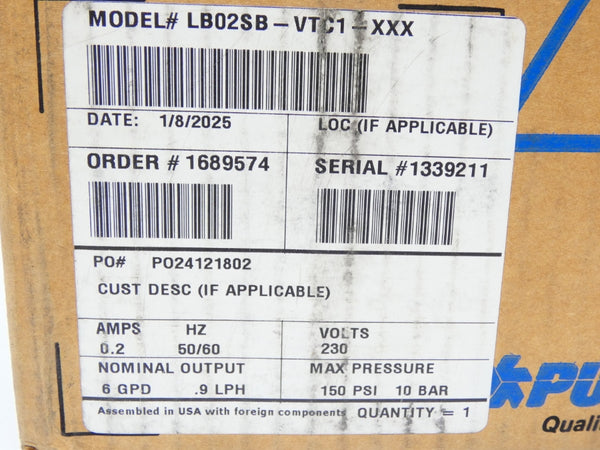 MODEL# LB02SB-VTC1-XXX
DATE: 1/8/2025 LOC (IF APPLICABLE)
ORDER # 1689574 SERIAL #1339211
PO# PO24121802
CUST DESC (IF APPLICABLE)
AMPS HZ VOLTS
0.2 50/60 230
NOMINAL OUTPUT MAX PRESSURE
6 GPD .9 LPH 150 PSI 10 BAR
Assembled in USA with foreign components QUANTITY = 1